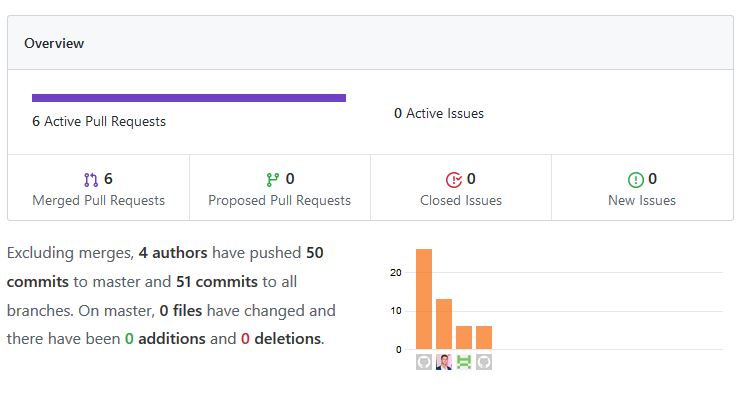 Overview
6 Active Pull Requests
0 Active Issues
6
Merged Pull Requests
0
Proposed Pull Requests
0
Closed Issues
0
New Issues
Excluding merges, 4 authors have pushed 50
commits to master and 51 commits to all
branches. On master, 0 files have changed and
there have been 0 additions and 0 deletions.
20
10
0